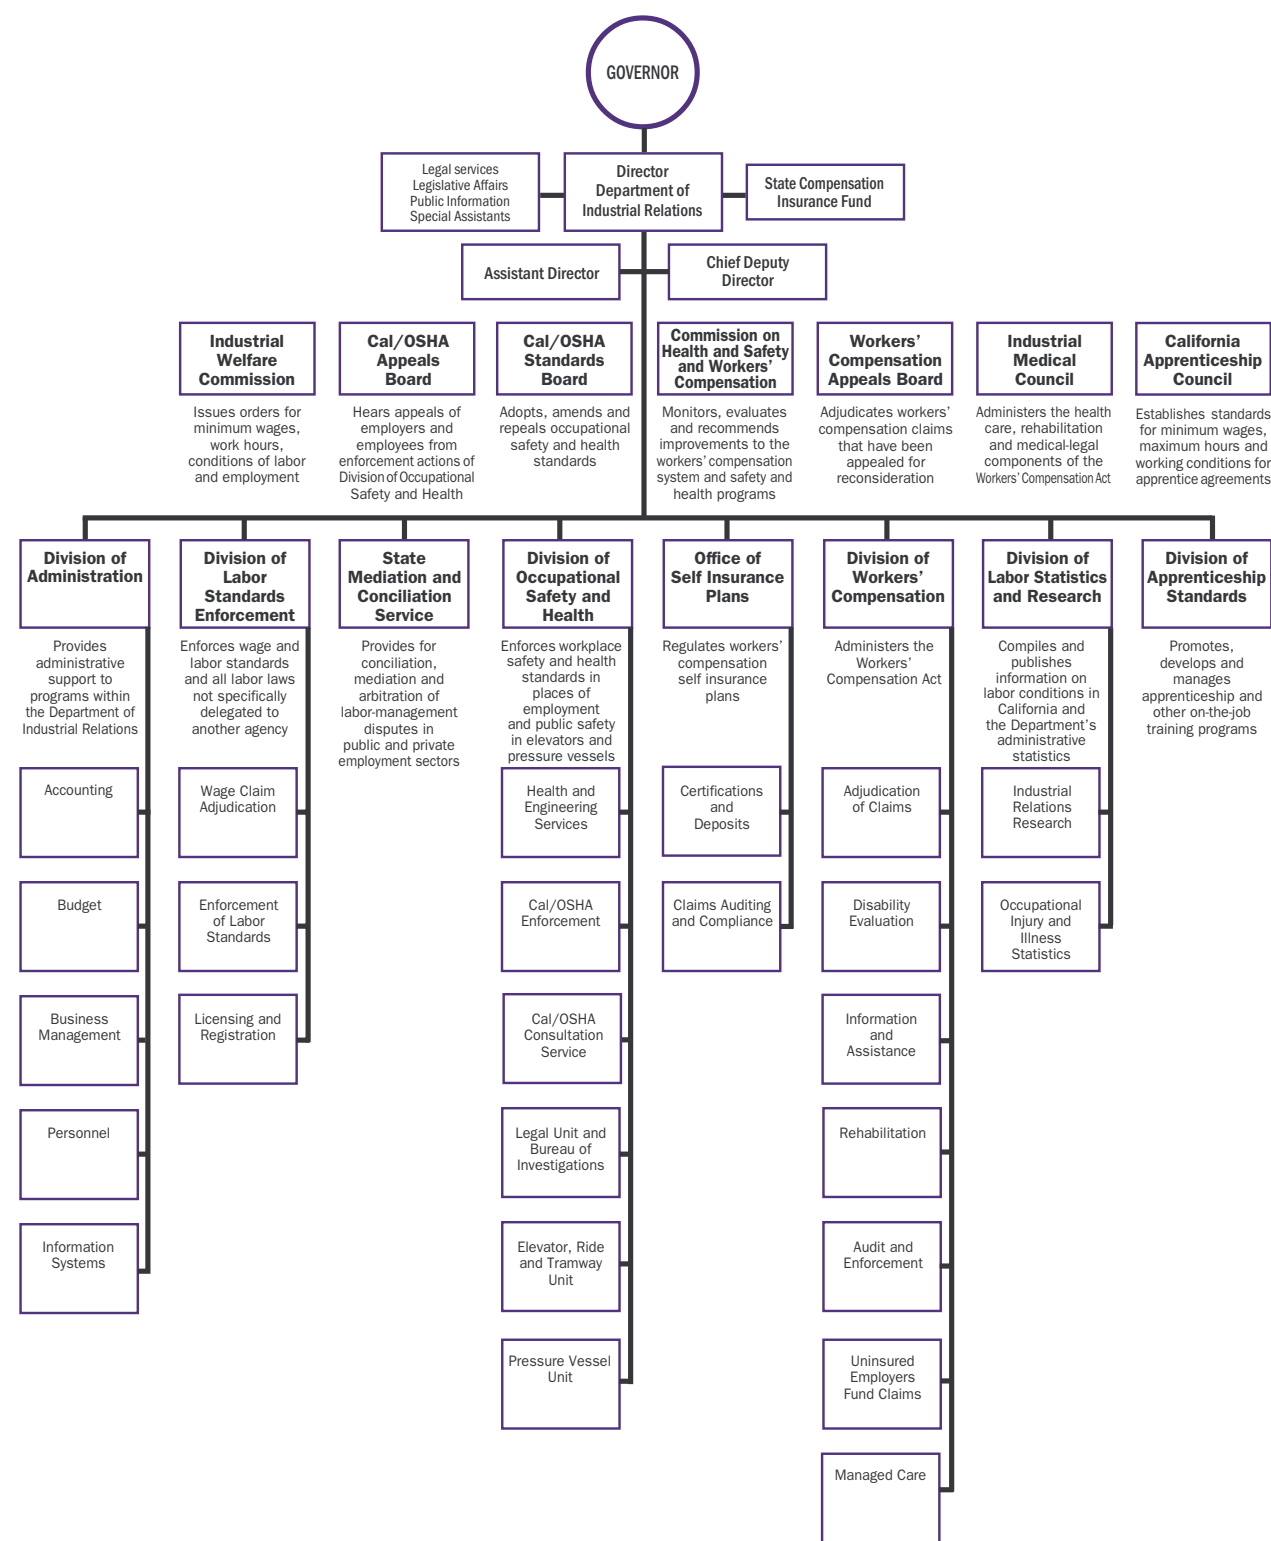 GOVERNOR
Legal services
Legislative Affairs
Public Information
Special Assistants
Director
Department of
Industrial Relations
State Compensation
Insurance Fund
Assistant Director
Chief Deputy
Director
Industrial
Welfare
Commission
Issues orders for
minimum wages,
work hours,
conditions of labor
and employment
Cal/OSHA
Appeals
Board
Hears appeals of
employers and
employees from
enforcement actions of
Division of Occupational
Safety and Health
Cal/OSHA
Standards
Board
Adopts, amends and
repeals occupational
safety and health
standards
Commission on
Health and Safety
and Workers'
Compensation
Monitors, evaluates
and recommends
improvements to the
workers' compensation
system and safety and
health programs
Workers'
Compensation
Appeals Board
Adjudicates workers'
compensation claims
that have been
appealed for
reconsideration
Industrial
Medical
Council
Administers the health
care, rehabilitation
and medical-legal
components of the
Workers' Compensation Act
California
Apprenticeship
Council
Establishes standards
for minimum wages,
maximum hours and
working conditions for
apprentice agreements
Division of
Administration
Provides
administrative
support to
programs within
the Department of
Industrial Relations
Accounting
Budget
Business
Management
Personnel
Information
Systems
Division of
Labor
Standards
Enforcement
Enforces wage and
labor standards
and all labor laws
not specifically
delegated to
another agency
Wage Claim
Adjudication
Enforcement
of Labor
Standards
Licensing and
Registration
State
Mediation and
Conciliation
Service
Provides for
conciliation,
mediation and
arbitration of
labor-management
disputes in
public and private
employment sectors
Division of
Occupational
Safety and
Health
Enforces workplace
safety and health
standards in
places of
employment
and public safety
in elevators and
pressure vessels
Health and
Engineering
Services
Cal/OSHA
Enforcement
Cal/OSHA
Consultation
Service
Legal Unit and
Bureau of
Investigations
Elevator, Ride
and Tramway
Unit
Pressure Vessel
Unit
Office of
Self Insurance
Plans
Regulates workers'
compensation
self insurance
plans
Certifications
and
Deposits
Claims Auditing
and Compliance
Division of
Workers'
Compensation
Administers the
Workers'
Compensation Act
Adjudication
of Claims
Disability
Evaluation
Information
and
Assistance
Rehabilitation
Audit and
Enforcement
Uninsured
Employers
Fund Claims
Managed Care
Division of
Labor Statistics
and Research
Compiles and
publishes
information on
labor conditions in
California and
the Department's
administrative
statistics
Industrial
Relations
Research
Occupational
Injury and
Illness
Statistics
Division of
Apprenticeship
Standards
Promotes,
develops and
manages
apprenticeship and
other on-the-job
training programs